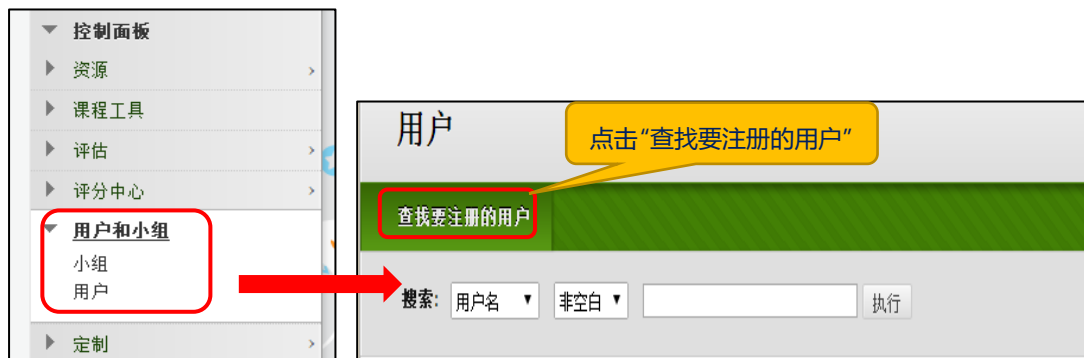 控制面板
资源
课程工具
评估
评分中心
用户和小组
小组
用户
定制
用户
点击“查找要注册的用户”
查找要注册的用户
搜索: 用户名 非空白 执行